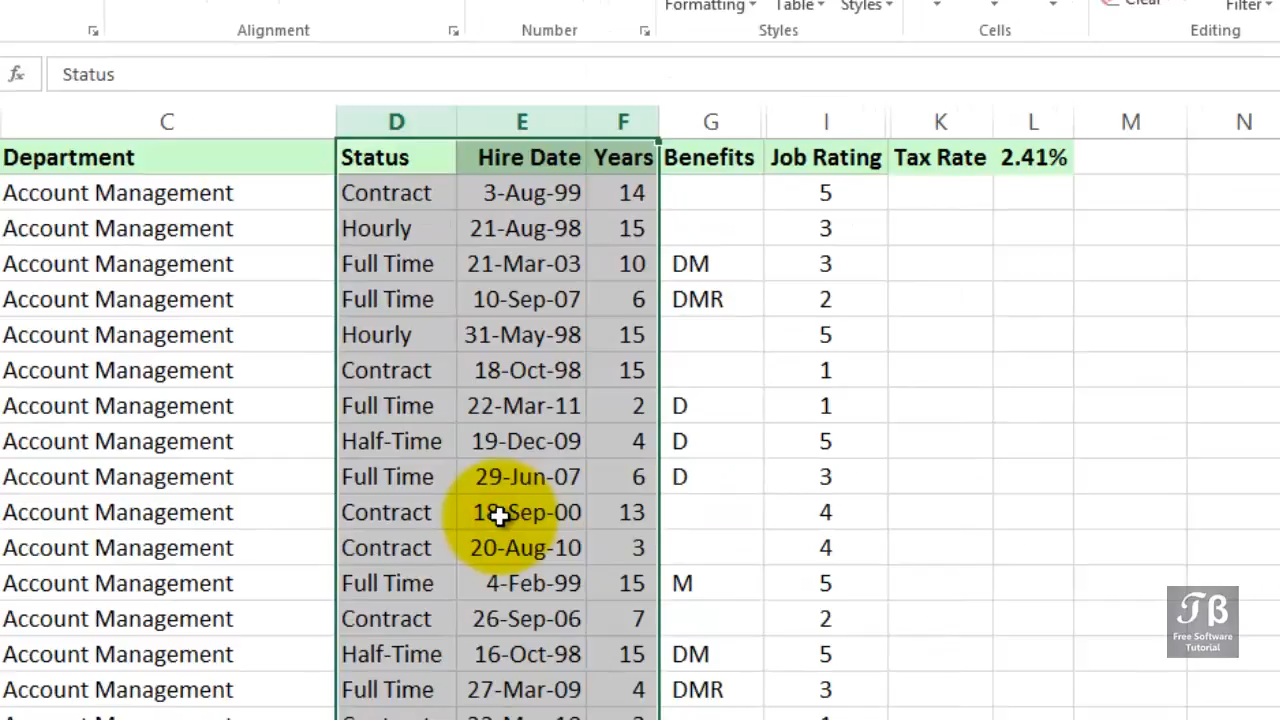 Formatting Table Styles Clear Filter
Alignment Number Styles Cells Editing
fx Status
C D E F G I K L M N
Department Status Hire Date Years Benefits Job Rating Tax Rate 2.41%
Account Management Contract 3-Aug-99 14 5
Account Management Hourly 21-Aug-98 15 3
Account Management Full Time 21-Mar-03 10 DM 3
Account Management Full Time 10-Sep-07 6 DMR 2
Account Management Hourly 31-May-98 15 5
Account Management Contract 18-Oct-98 15 1
Account Management Full Time 22-Mar-11 2 D 1
Account Management Half-Time 19-Dec-09 4 D 5
Account Management Full Time 29-Jun-07 6 D 3
Account Management Contract 18-Sep-00 13 4
Account Management Contract 20-Aug-10 3 4
Account Management Full Time 4-Feb-99 15 M 5
Account Management Contract 26-Sep-06 7 2
Account Management Half-Time 16-Oct-98 15 DM 5
Account Management Full Time 27-Mar-09 4 DMR 3
Free Software
Tutorial